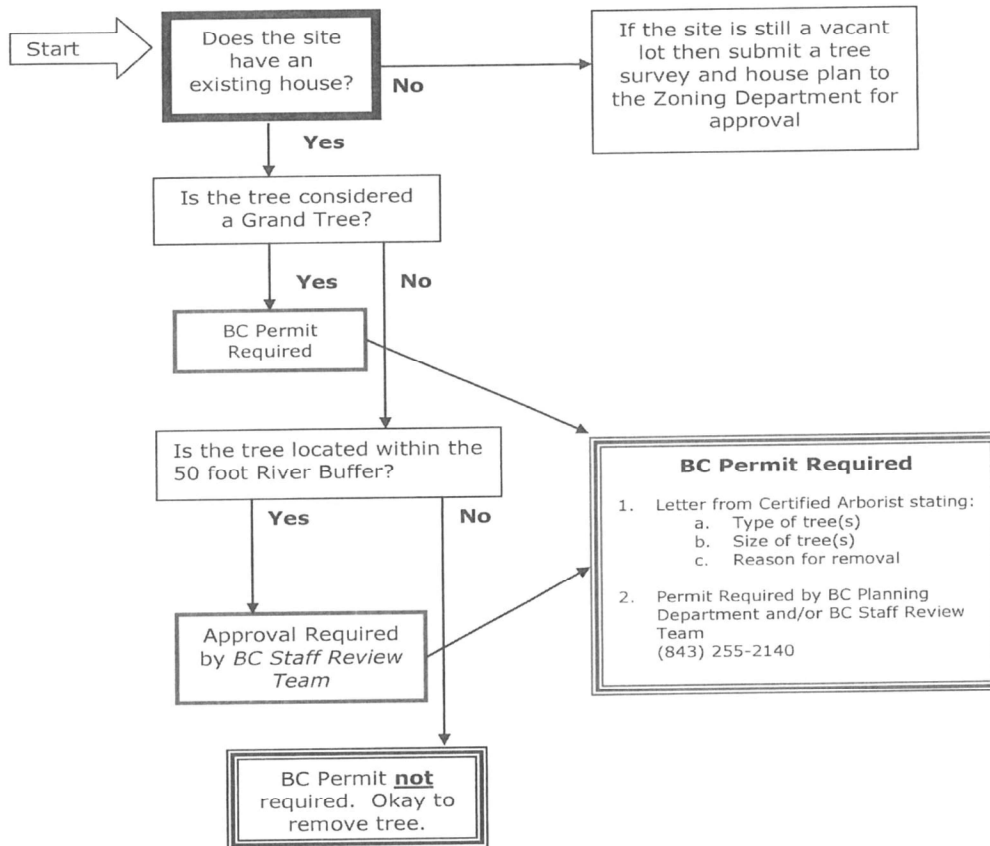 Start
Does the site
have an
existing house?
No
If the site is still a vacant
lot then submit a tree
survey and house plan to
the Zoning Department for
approval
Yes
Is the tree considered
a Grand Tree?
Yes
No
BC Permit
Required
Is the tree located within the
50 foot River Buffer?
Yes
No
Approval Required
by BC Staff Review
Team
BC Permit Required
1. Letter from Certified Arborist stating:
a. Type of tree(s)
b. Size of tree(s)
c. Reason for removal
2. Permit Required by BC Planning
Department and/or BC Staff Review
Team
(843) 255-2140
BC Permit not
required. Okay to
remove tree.